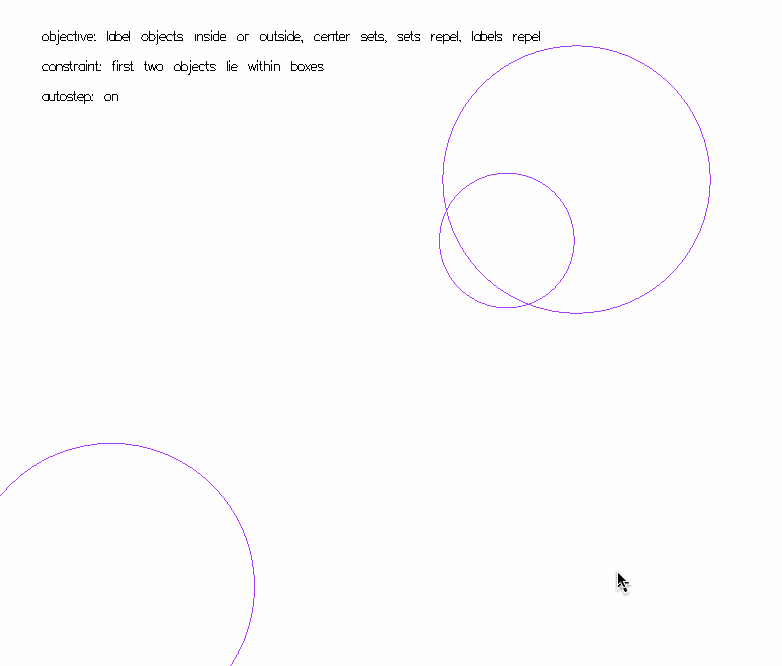 objective: label objects inside or outside, center sets, sets repel, labels repel
constraint: first two objects lie within boxes
autostep: on